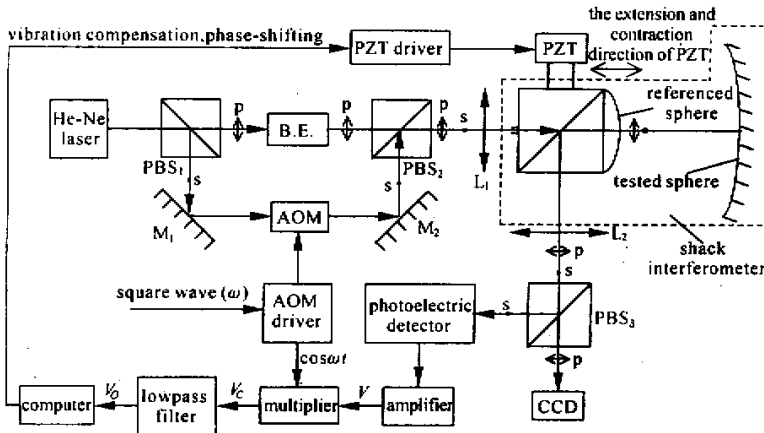 vibration compensation,phase-shifting
PZT driver
PZT
the extension and
contraction
direction of PZT
referenced
sphere
He-Ne
laser
p
B.E.
p
p
s
PBS₁
PBS₂
L₁
s
s
M₁
AOM
M₂
tested sphere
L₂
shack
interferometer
p
s
square wave (ω)
AOM
driver
photoelectric
detector
s
PBS₃
cosωt
p
computer
V₀
lowpass
filter
V_C
multiplier
V
amplifier
CCD